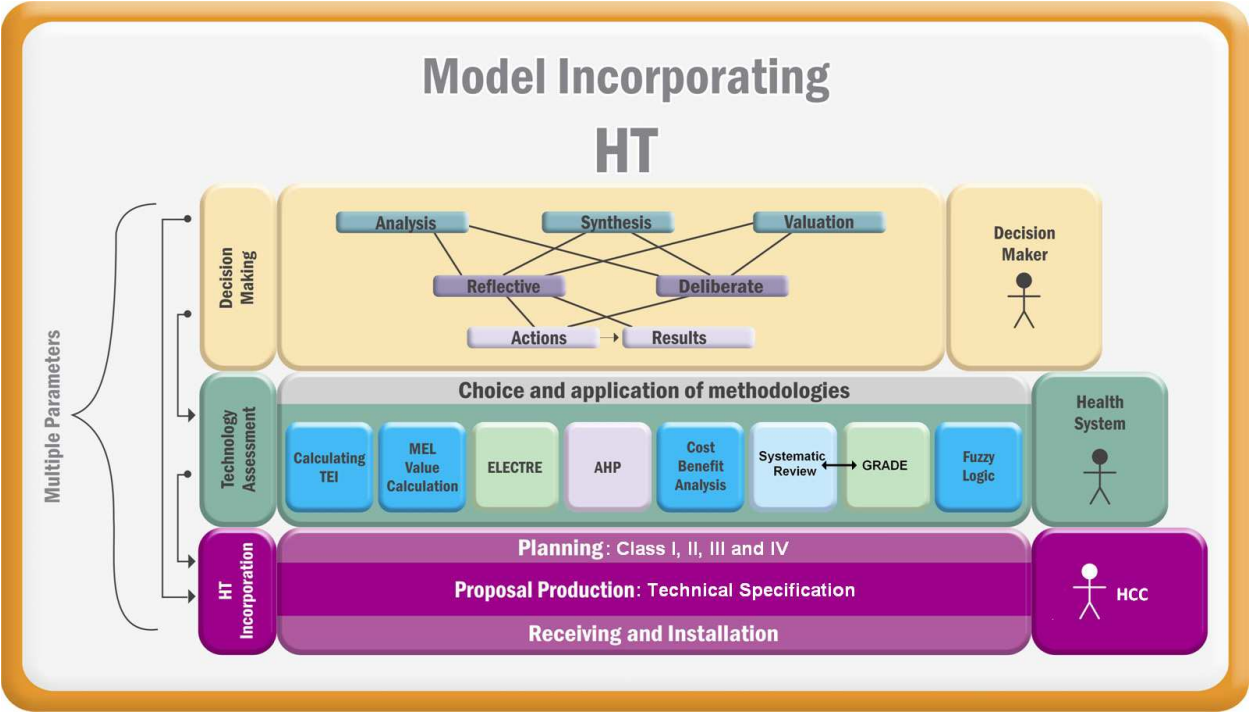 Model Incorporating
HT
Multiple Parameters
Decision
Making
Analysis
Synthesis
Valuation
Reflective
Deliberate
Actions
Results
Decision
Maker
Technology
Assessment
Choice and application of methodologies
Calculating
TEI
MEL
Value
Calculation
ELECTRE
AHP
Cost
Benefit
Analysis
Systematic
Review
GRADE
Fuzzy
Logic
Health
System
HT
Incorporation
Planning: Class I, II, III and IV
Proposal Production: Technical Specification
Receiving and Installation
HCC